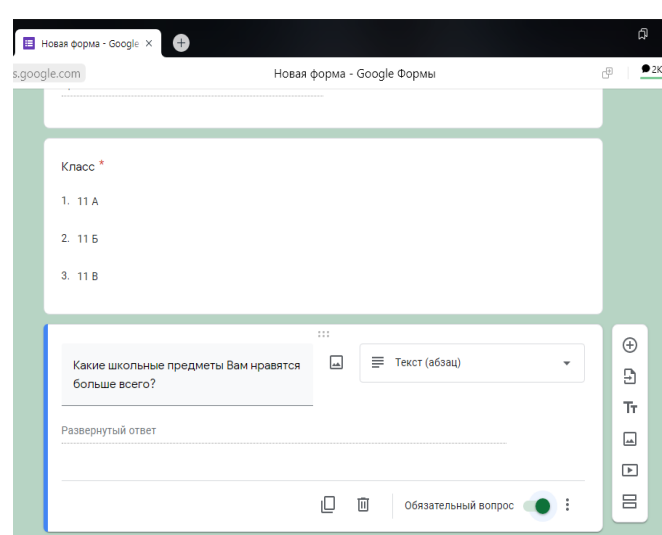 Новая форма - Google
2K
s.google.com
Новая форма - Google Формы
Класс *
1. 11 А
2. 11 Б
3. 11 В
Какие школьные предметы Вам нравятся
больше всего?
Текст (абзац)
Развернутый ответ
Обязательный вопрос
Тт